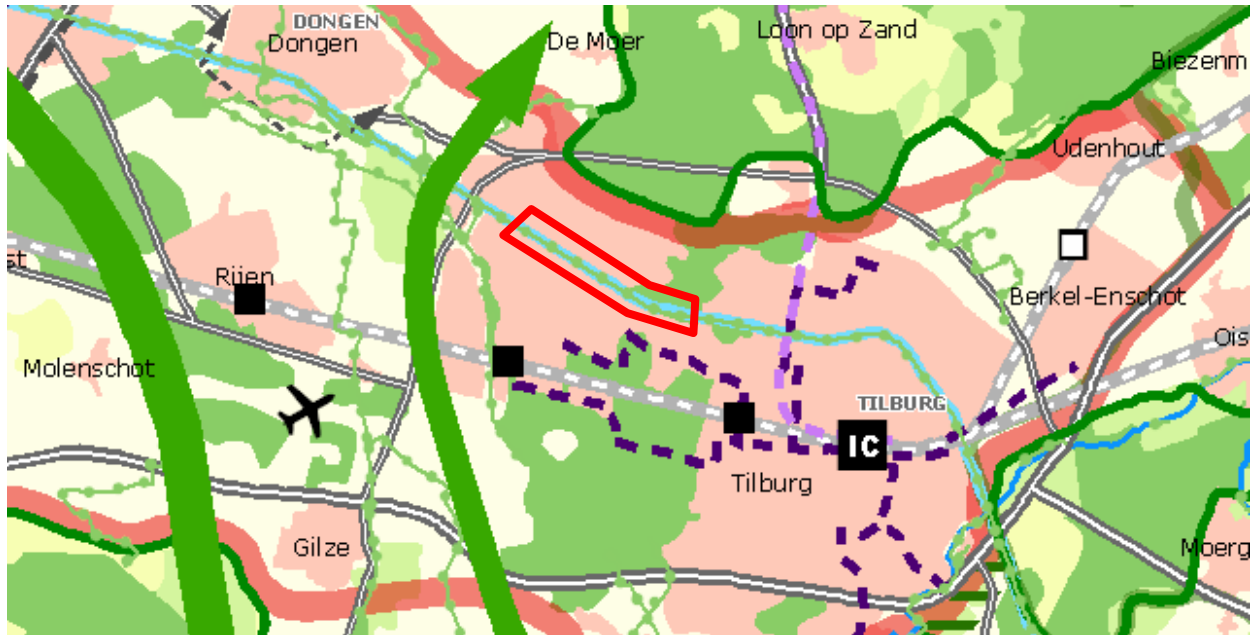 DONGEN
Dongen
De Moer
Loon op Zand
Biezenm
Udenhout
st
Rijen
Berkel-Enschot
Ois
Molenschot
TILBURG
IC
Tilburg
Gilze
Moerg